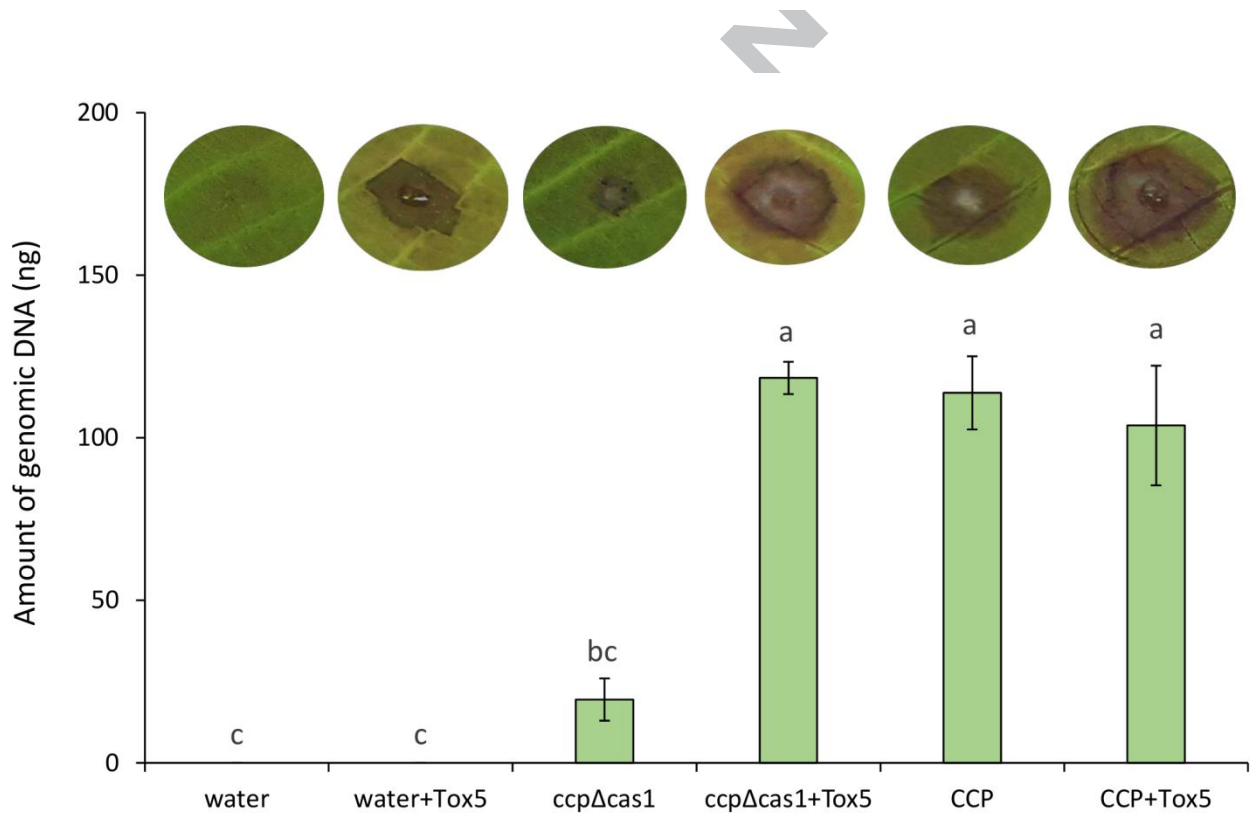 N
200
150
100
50
0
Amount of genomic DNA (ng)
c
c
bc
a
a
a
water
water+Tox5
ccpΔcas1
ccpΔcas1+Tox5
CCP
CCP+Tox5